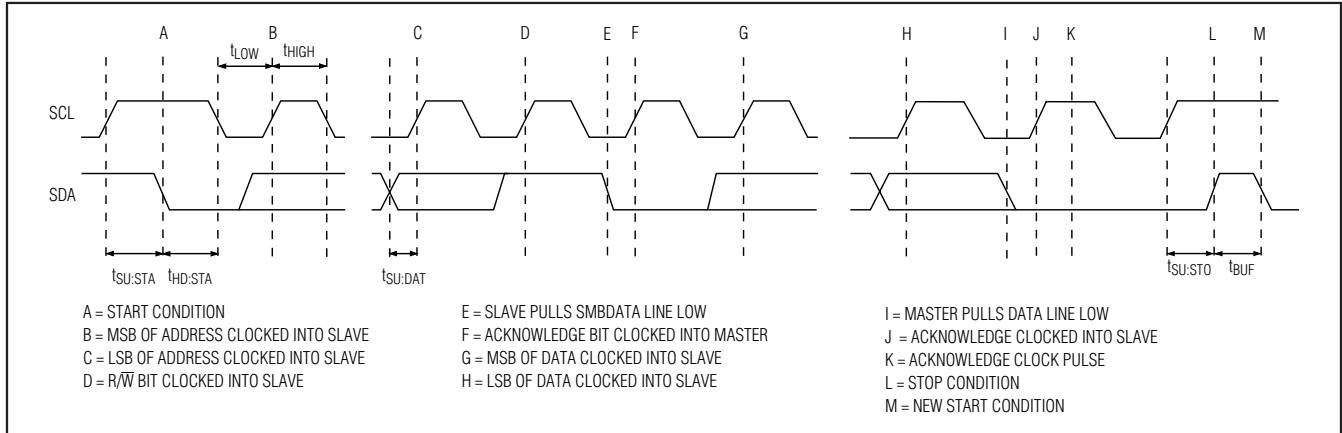 A B C D E F G H I J K L M
tLOW tHIGH
SCL
SDA
tSU:STA tHD:STA tSU:DAT tSU:STO tBUF
A = START CONDITION
B = MSB OF ADDRESS CLOCKED INTO SLAVE
C = LSB OF ADDRESS CLOCKED INTO SLAVE
D = R/W̅ BIT CLOCKED INTO SLAVE
E = SLAVE PULLS SMBDATA LINE LOW
F = ACKNOWLEDGE BIT CLOCKED INTO MASTER
G = MSB OF DATA CLOCKED INTO SLAVE
H = LSB OF DATA CLOCKED INTO SLAVE
I = MASTER PULLS DATA LINE LOW
J = ACKNOWLEDGE CLOCKED INTO SLAVE
K = ACKNOWLEDGE CLOCK PULSE
L = STOP CONDITION
M = NEW START CONDITION